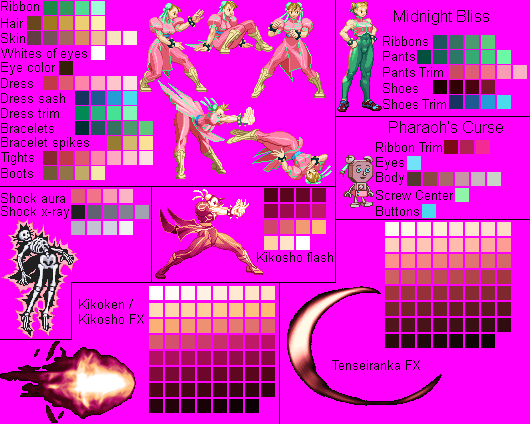 Ribbon
Hair
Skin
Whites of eyes
Eye color
Dress
Dress sash
Dress trim
Bracelets
Bracelet spikes
Tights
Boots
Midnight Bliss
Ribbons
Pants
Pants Trim
Shoes
Shoes Trim
Pharaoh's Curse
Ribbon Trim
Eyes
Body
Screw Center
Buttons
Shock aura
Shock x-ray
Kikosho flash
Kikoken /
Kikosho FX
Tenseiranka FX